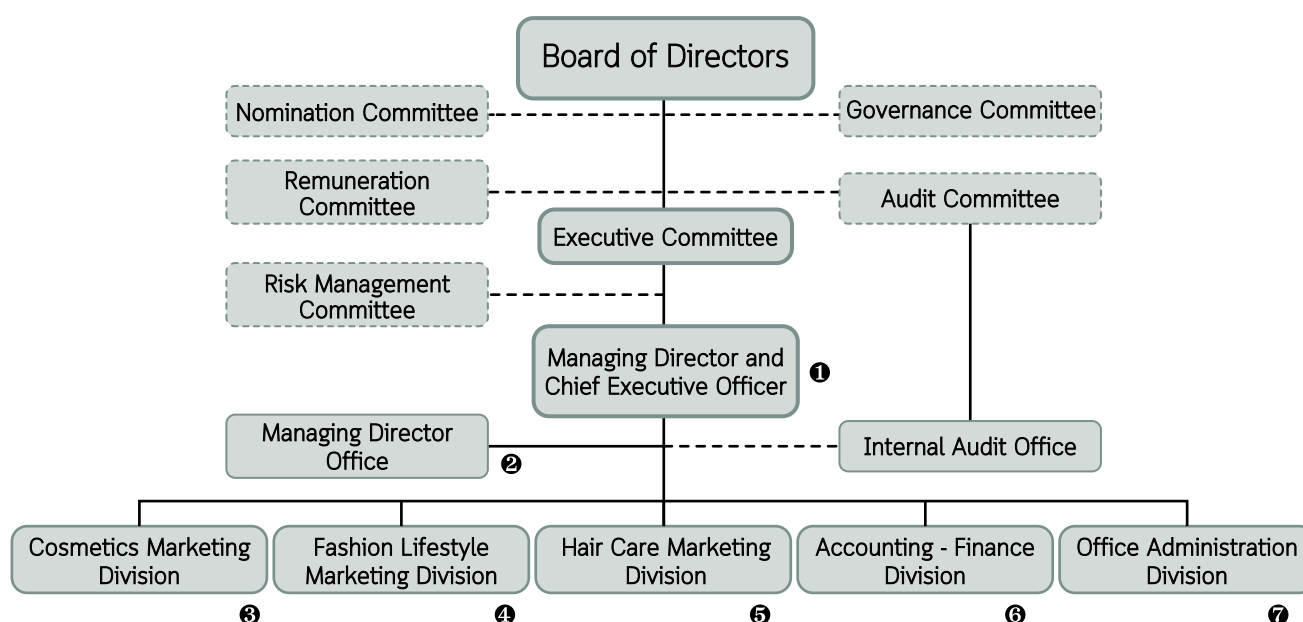 Board of Directors
Nomination Committee
Governance Committee
Remuneration
Committee
Audit Committee
Executive Committee
Risk Management
Committee
Managing Director and
Chief Executive Officer
❶
Managing Director
Office
❷
Internal Audit Office
Cosmetics Marketing
Division
❸
Fashion Lifestyle
Marketing Division
❹
Hair Care Marketing
Division
❺
Accounting - Finance
Division
❻
Office Administration
Division
❼